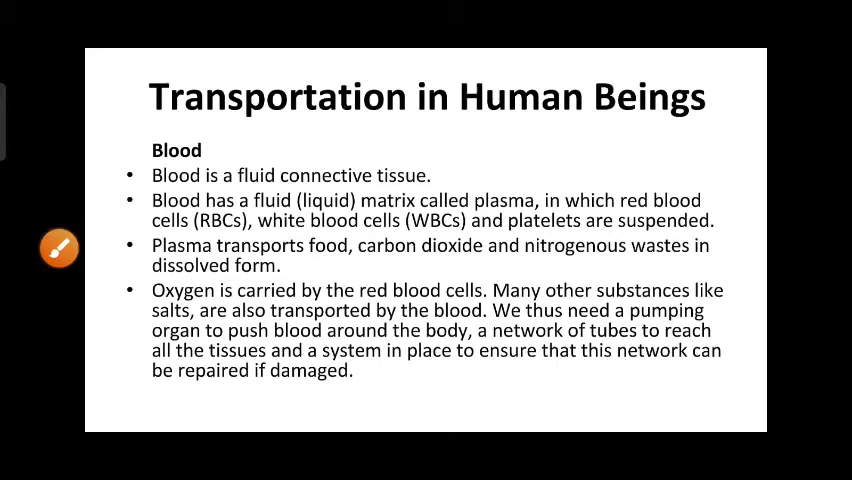 Transportation in Human Beings
Blood
• Blood is a fluid connective tissue.
• Blood has a fluid (liquid) matrix called plasma, in which red blood
cells (RBCs), white blood cells (WBCs) and platelets are suspended.
• Plasma transports food, carbon dioxide and nitrogenous wastes in
dissolved form.
• Oxygen is carried by the red blood cells. Many other substances like
salts, are also transported by the blood. We thus need a pumping
organ to push blood around the body, a network of tubes to reach
all the tissues and a system in place to ensure that this network can
be repaired if damaged.